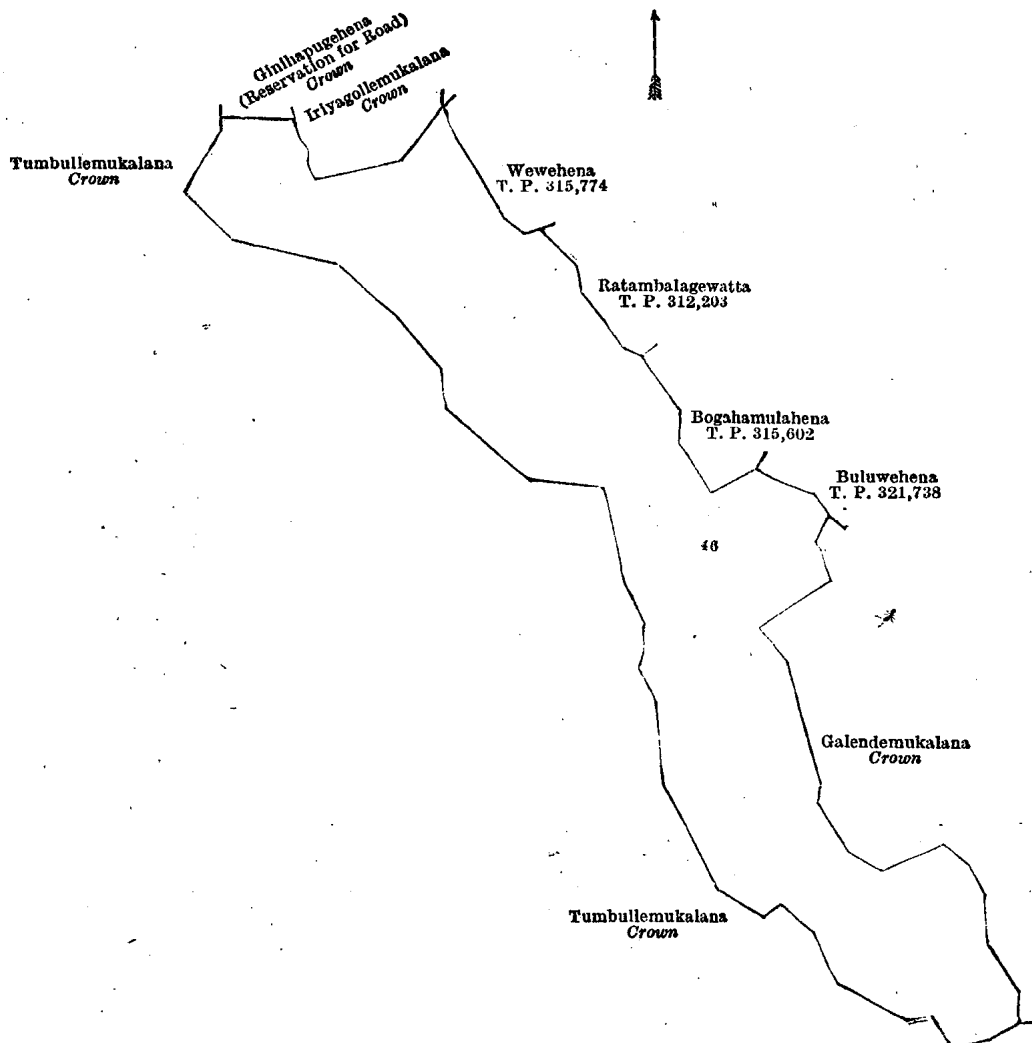 Ginihapugehena
(Reservation for Road)
Crown
Iriyagollemukalana
Crown
Tumbullemukalana
Crown
Wewehena
T. P. 315,774
Ratambalagewatta
T. P. 312,203
Bogahamulahena
T. P. 315,602
Buluwehena
T. P. 321,738
46
Galendemukalana
Crown
Tumbullemukalana
Crown